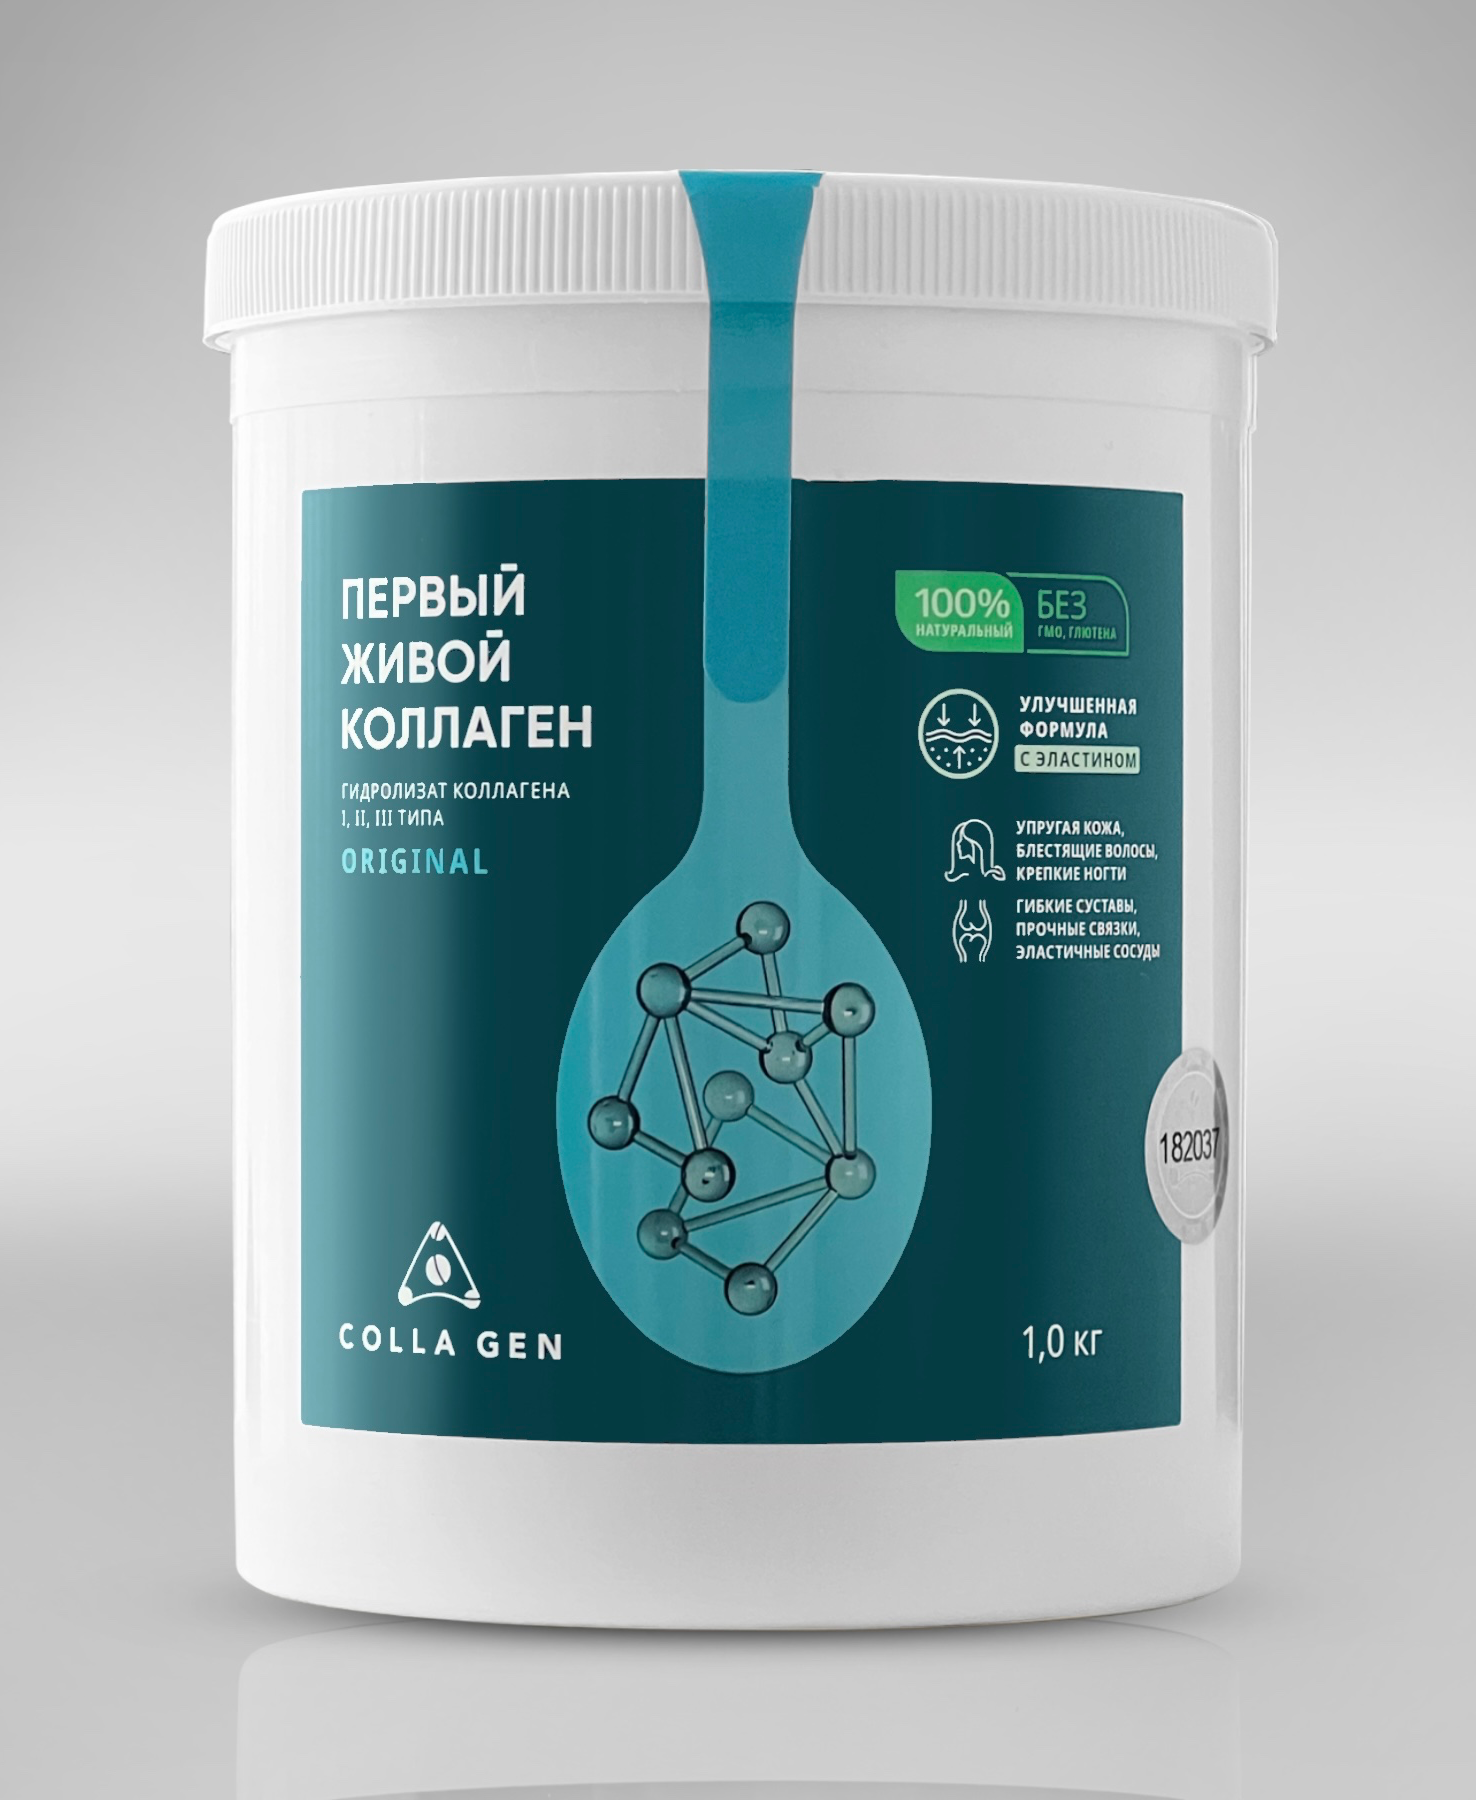 ПЕРВЫЙ
ЖИВОЙ
КОЛЛАГЕН
ГИДРОЛИЗАТ КОЛЛАГЕНА
I, II, III ТИПА
ORIGINAL
100%
НАТУРАЛЬНЫЙ
БЕЗ
ГМО, ГЛЮТЕНА
УЛУЧШЕННАЯ
ФОРМУЛА
С ЭЛАСТИНОМ
УПРУГАЯ КОЖА,
БЛЕСТЯЩИЕ ВОЛОСЫ,
КРЕПКИЕ НОГТИ
ГИБКИЕ СУСТАВЫ,
ПРОЧНЫЕ СВЯЗКИ,
ЭЛАСТИЧНЫЕ СОСУДЫ
182037
COLLA GEN
1,0 кг